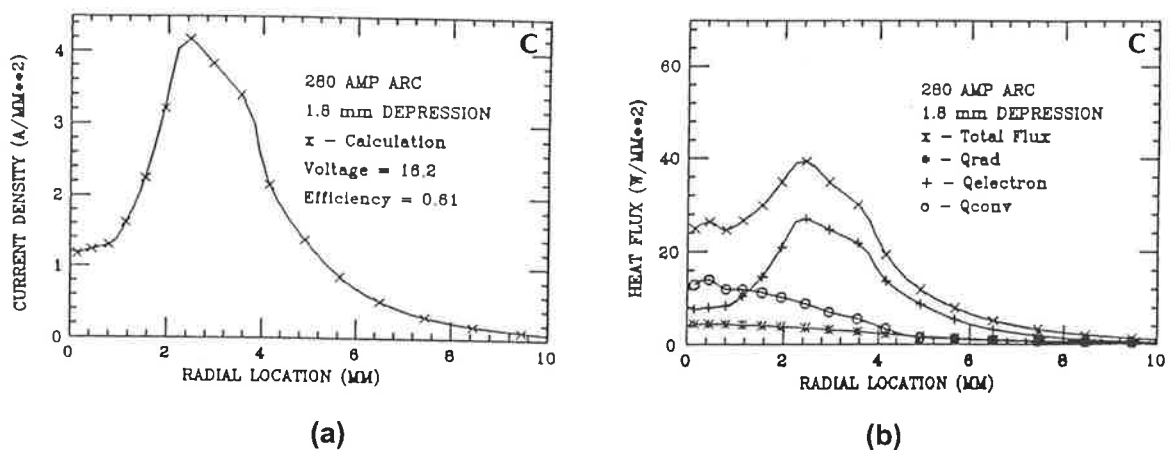 C
280 AMP ARC
1.8 mm DEPRESSION
x - Calculation
Voltage = 16.2
Efficiency = 0.61
CURRENT DENSITY (A/MM**2)
4
3
2
1
0
0 2 4 6 8 10
RADIAL LOCATION (MM)
(a)
C
280 AMP ARC
1.8 mm DEPRESSION
x - Total Flux
* - Qrad
+ - Qelectron
o - Qconv
HEAT FLUX (W/MM**2)
60
40
20
0
0 2 4 6 8 10
RADIAL LOCATION (MM)
(b)